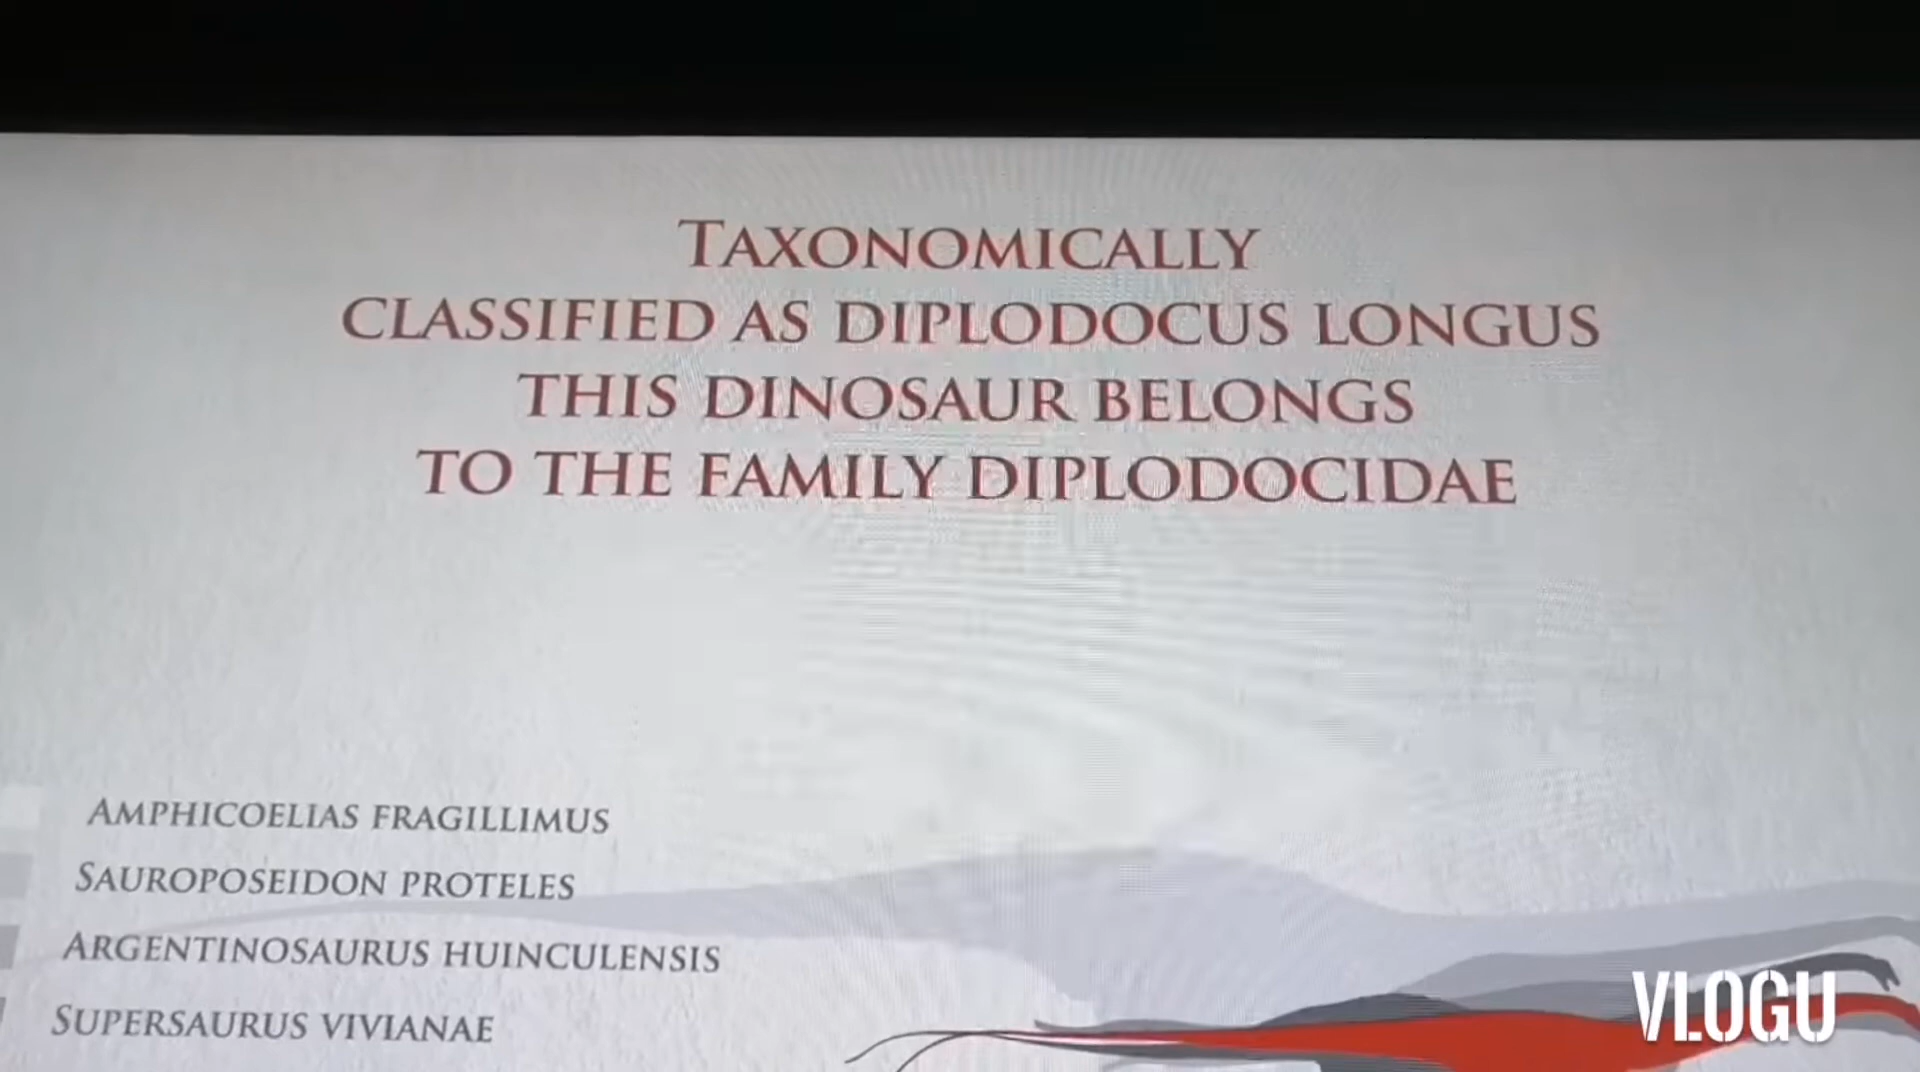 TAXONOMICALLY
CLASSIFIED AS DIPLODOCUS LONGUS
THIS DINOSAUR BELONGS
TO THE FAMILY DIPLODOCIDAE
AMPHICOELIAS FRAGILLIMUS
SAUROPOSEIDON PROTELES
ARGENTINOSAURUS HUINCULENSIS
SUPERSAURUS VIVIANAE
VLOGU